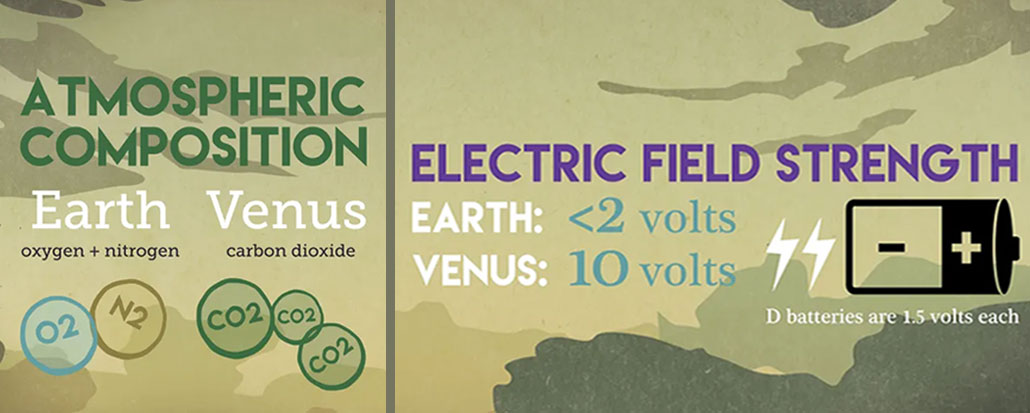 ATMOSPHERIC
COMPOSITION
Earth Venus
oxygen + nitrogen carbon dioxide
O2 N2 CO2 CO2 CO2
ELECTRIC FIELD STRENGTH
EARTH: <2 volts
VENUS: 10 volts
- +
D batteries are 1.5 volts each